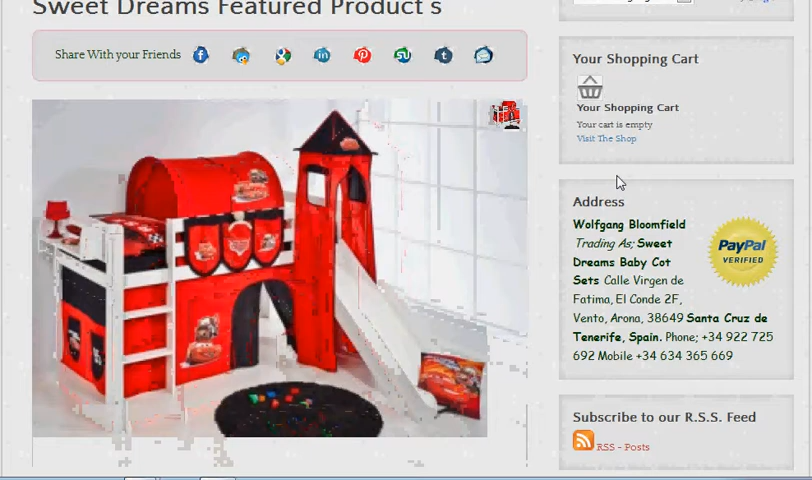 Sweet Dreams Featured Product s
Share With your Friends
Your Shopping Cart
Your Shopping Cart
Your cart is empty
Visit The Shop
Address
Wolfgang Bloomfield
Trading As; Sweet
Dreams Baby Cot
Sets Calle Virgen de
Fatima, El Conde 2F,
Vento, Arona, 38649 Santa Cruz de
Tenerife, Spain. Phone; +34 922 725
692 Mobile +34 634 365 669
PayPal
VERIFIED
Subscribe to our R.S.S. Feed
RSS - Posts